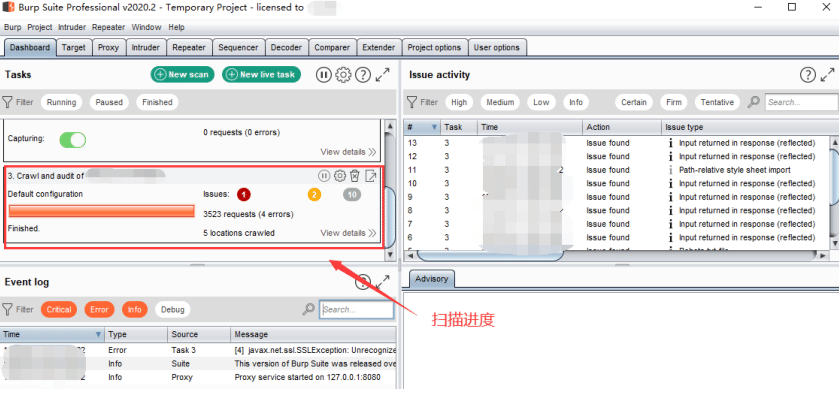 Burp Suite Professional v2020.2 - Temporary Project - licensed to
Burp Project Intruder Repeater Window Help
Dashboard Target Proxy Intruder Repeater Sequencer Decoder Comparer Extender Project options User options
Tasks
New scan
New live task
Filter Running Paused Finished
Capturing:
0 requests (0 errors)
View details
3. Crawl and audit of
Default configuration
Issues: 1 2 10
3523 requests (4 errors)
Finished.
5 locations crawled
View details
Issue activity
Filter High Medium Low Info Certain Firm Tentative Search...
# Task Time Action Issue type
13 3 Issue found i Input returned in response (reflected)
12 3 Issue found i Input returned in response (reflected)
11 3 2 Issue found i Path-relative style sheet import
10 3 Issue found i Input returned in response (reflected)
9 3 Issue found i Input returned in response (reflected)
8 3 Issue found i Input returned in response (reflected)
7 3 Issue found i Input returned in response (reflected)
6 3 Issue found i Input returned in response (reflected)
Event log
Filter Critical Error Info Debug Search...
Time Type Source Message
Error Task 3 [4] javax.net.ssl.SSLException: Unrecognize
Info Suite This version of Burp Suite was released ove
Info Proxy Proxy service started on 127.0.0.1:8080
Advisory
扫描进度